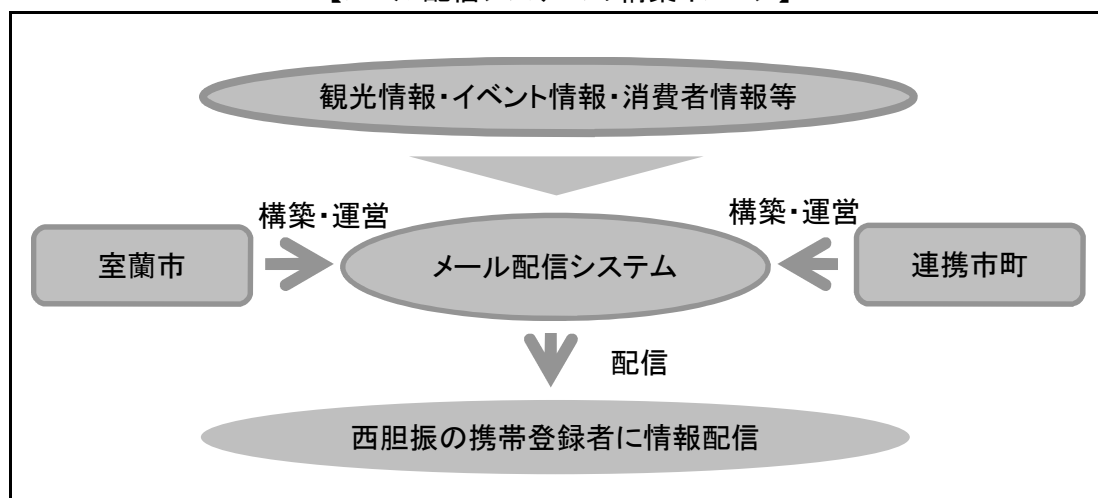 観光情報・イベント情報・消費者情報等
構築・運営
構築・運営
室蘭市
メール配信システム
連携市町
配信
西胆振の携帯登録者に情報配信